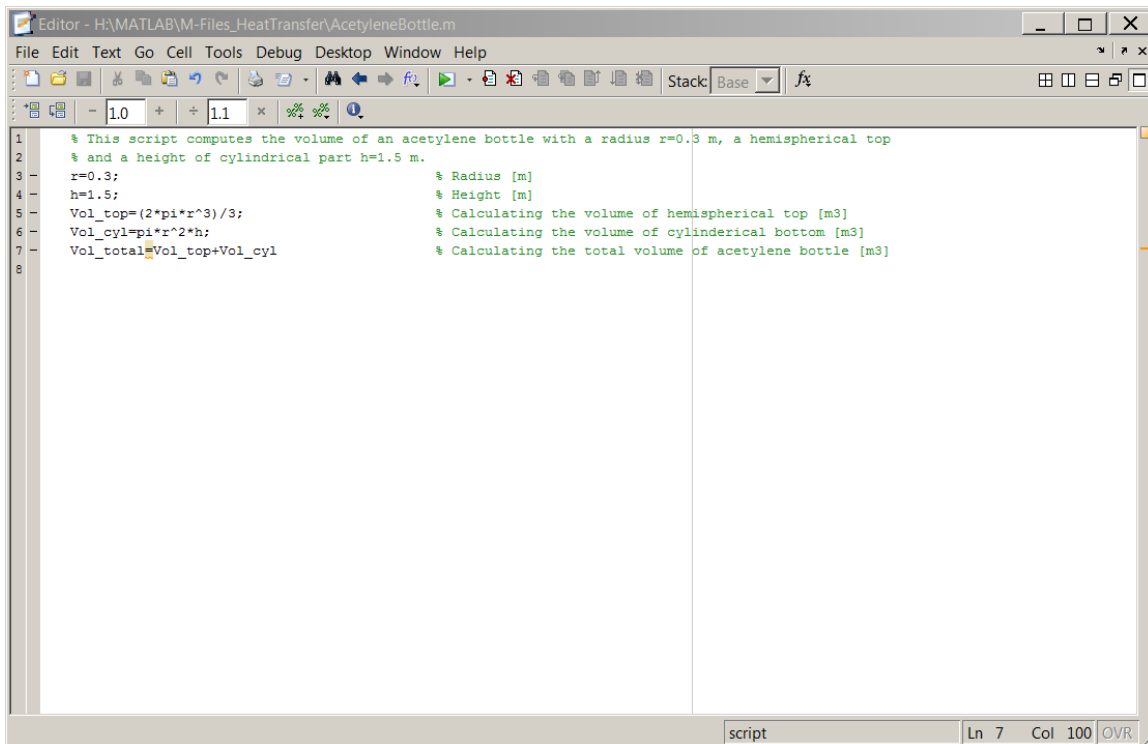 Editor - H:\MATLAB\M-Files_HeatTransfer\AcetyleneBottle.m
File Edit Text Go Cell Tools Debug Desktop Window Help
Stack: Base fx
- 1.0 + ÷ 1.1 ×
1 % This script computes the volume of an acetylene bottle with a radius r=0.3 m, a hemispherical top
2 % and a height of cylindrical part h=1.5 m.
3 - r=0.3; % Radius [m]
4 - h=1.5; % Height [m]
5 - Vol_top=(2*pi*r^3)/3; % Calculating the volume of hemispherical top [m3]
6 - Vol_cyl=pi*r^2*h; % Calculating the volume of cylinderical bottom [m3]
7 - Vol_total=Vol_top+Vol_cyl % Calculating the total volume of acetylene bottle [m3]
8
script Ln 7 Col 100 OVR